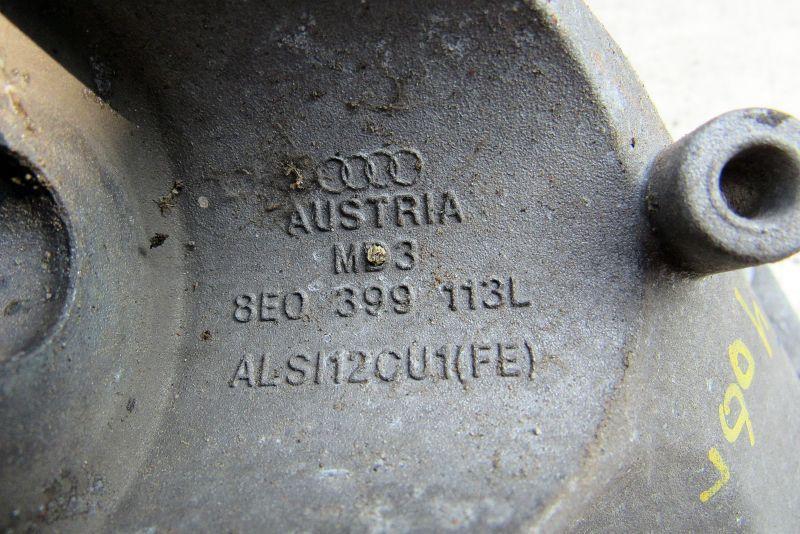 AUSTRIA
8E0 399 113L
ALSI12CU1(FE)